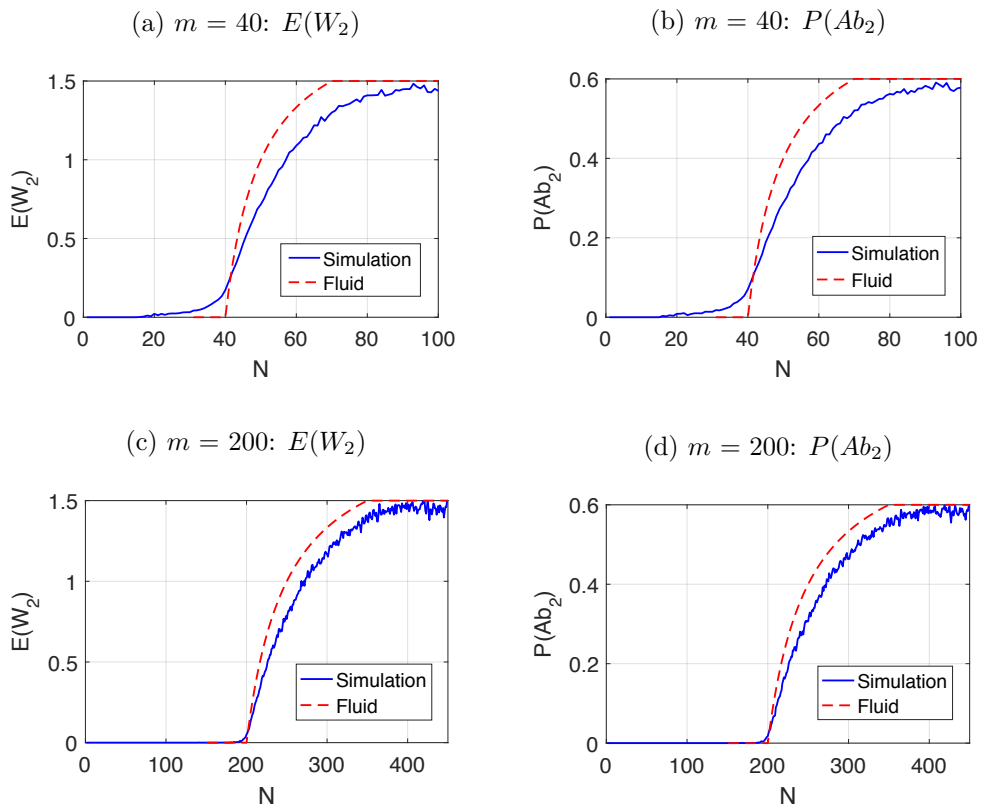 (a) m = 40: E(W₂)
1.5
1
0.5
0
E(W₂)
0 20 40 60 80 100
N
Simulation
Fluid
(b) m = 40: P(Ab₂)
0.6
0.4
0.2
0
P(Ab₂)
0 20 40 60 80 100
N
Simulation
Fluid
(c) m = 200: E(W₂)
1.5
1
0.5
0
E(W₂)
0 100 200 300 400
N
Simulation
Fluid
(d) m = 200: P(Ab₂)
0.6
0.4
0.2
0
P(Ab₂)
0 100 200 300 400
N
Simulation
Fluid